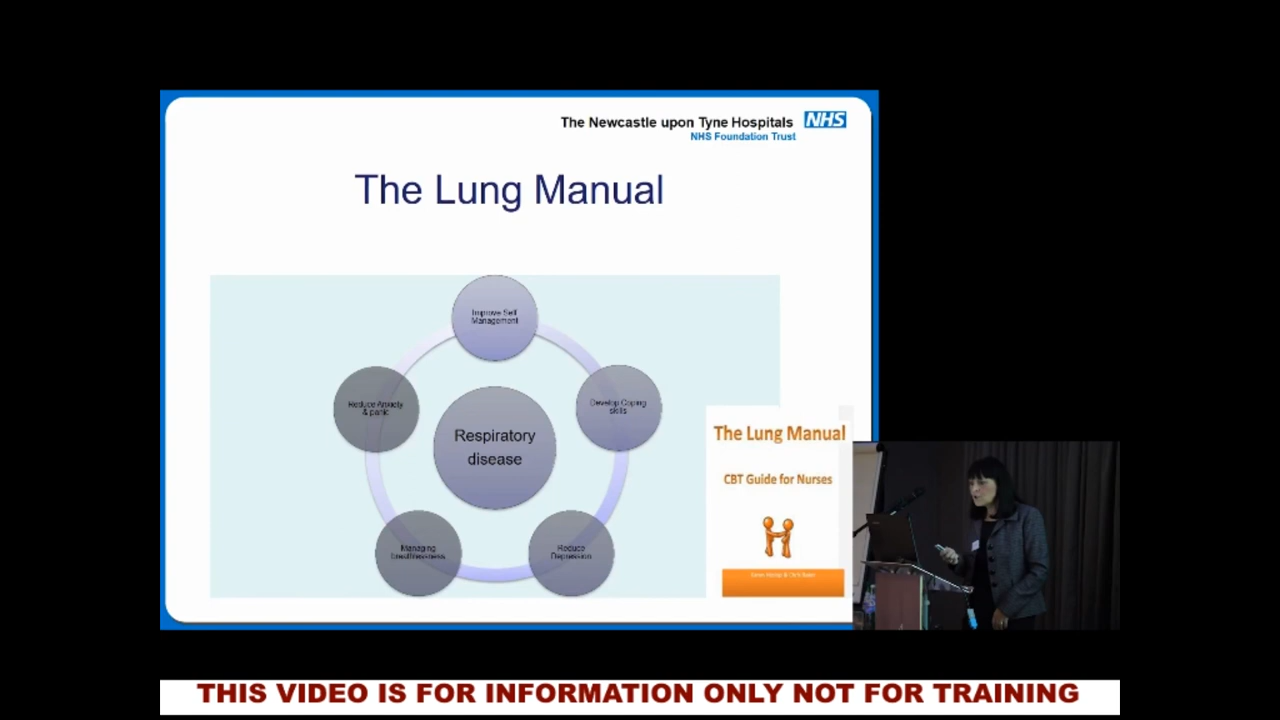 The Newcastle upon Tyne Hospitals NHS
NHS Foundation Trust
The Lung Manual
Improve Self
Management
Reduce Anxiety
& panic
Develop Coping
skills
Respiratory
disease
Managing
breathlessness
Reduce
Depression
The Lung Manual
CBT Guide for Nurses
THIS VIDEO IS FOR INFORMATION ONLY NOT FOR TRAINING